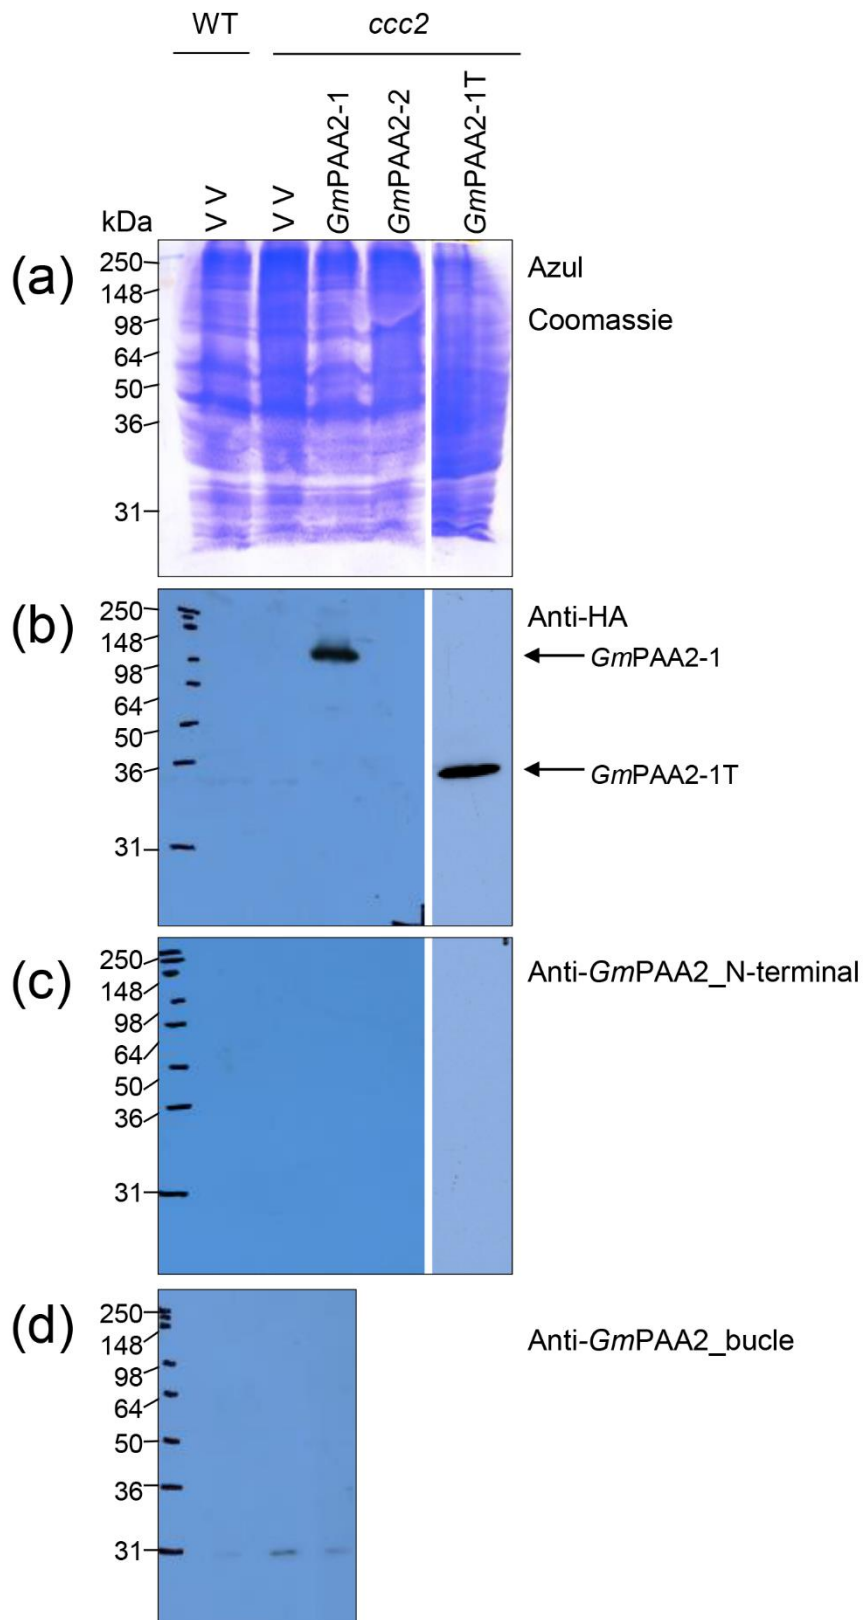 WT
ccc2
V V
V V
GmPAA2-1
GmPAA2-2
GmPAA2-1T
kDa
(a)
250
148
98
64
50
36
31
Azul
Coomassie
(b)
250
148
98
64
50
36
31
Anti-HA
GmPAA2-1
GmPAA2-1T
(c)
250
148
98
64
50
36
31
Anti-GmPAA2_N-terminal
(d)
250
148
98
64
50
36
31
Anti-GmPAA2_bucle